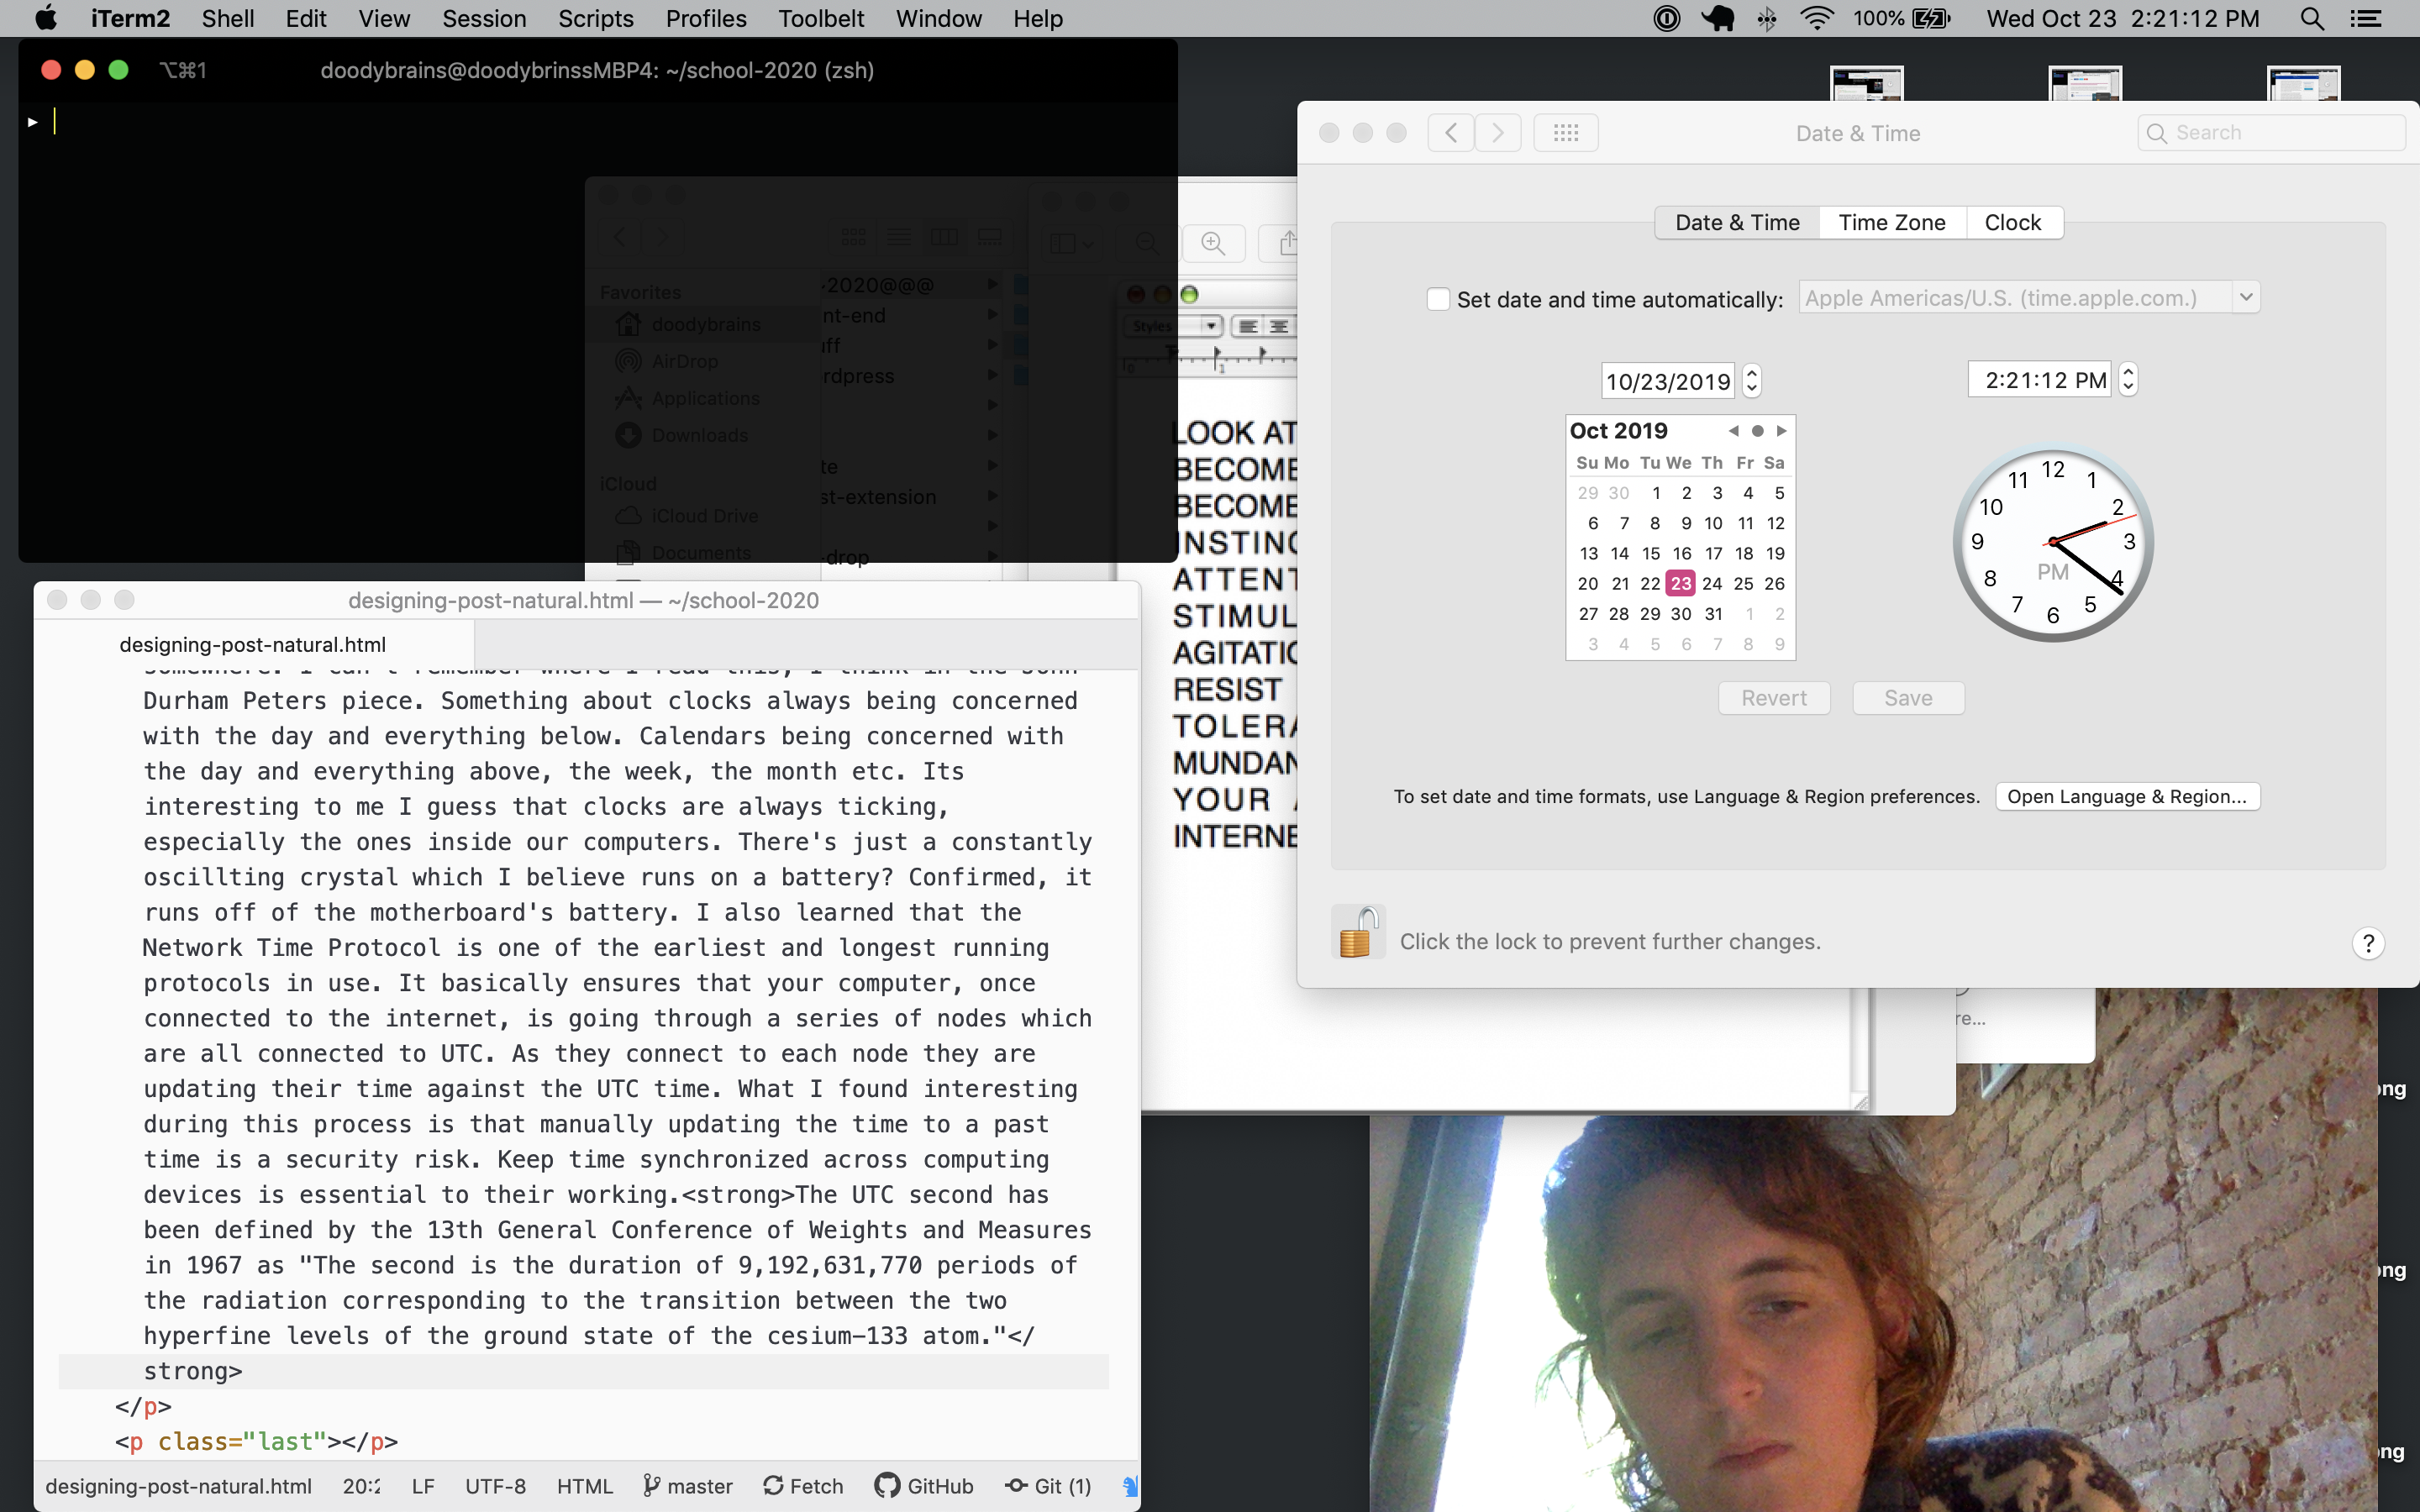 iTerm2 Shell Edit View Session Scripts Profiles Toolbelt Window Help
100% Wed Oct 23 2:21:12 PM
⌥⌘1 doodybrains@doodybrinssMBP4: ~/school-2020 (zsh)
Favorites
doodybrains
AirDrop
Applications
Downloads
iCloud
iCloud Drive
Documents
-2020@@@
nt-end
uff
rdpress
te
st-extension
-drop
Styles
0 1
LOOK AT
BECOME
BECOME
INSTINC
ATTENT
STIMUL
AGITATIO
RESIST
TOLERA
MUNDAN
YOUR
INTERNE
Date & Time
Search
Date & Time Time Zone Clock
Set date and time automatically: Apple Americas/U.S. (time.apple.com.)
10/23/2019 2:21:12 PM
Oct 2019
Su Mo Tu We Th Fr Sa
29 30 1 2 3 4 5
6 7 8 9 10 11 12
13 14 15 16 17 18 19
20 21 22 23 24 25 26
27 28 29 30 31 1 2
3 4 5 6 7 8 9
12 1 2 3 4 5 6 7 8 9 10 11
PM
Revert Save
To set date and time formats, use Language & Region preferences. Open Language & Region...
Click the lock to prevent further changes. ?
re...
ong
ong
ong
designing-post-natural.html — ~/school-2020
designing-post-natural.html
somewhere. I can't remember where I read this, I think in the John
Durham Peters piece. Something about clocks always being concerned
with the day and everything below. Calendars being concerned with
the day and everything above, the week, the month etc. Its
interesting to me I guess that clocks are always ticking,
especially the ones inside our computers. There's just a constantly
oscillting crystal which I believe runs on a battery? Confirmed, it
runs off of the motherboard's battery. I also learned that the
Network Time Protocol is one of the earliest and longest running
protocols in use. It basically ensures that your computer, once
connected to the internet, is going through a series of nodes which
are all connected to UTC. As they connect to each node they are
updating their time against the UTC time. What I found interesting
during this process is that manually updating the time to a past
time is a security risk. Keep time synchronized across computing
devices is essential to their working.<strong>The UTC second has
been defined by the 13th General Conference of Weights and Measures
in 1967 as "The second is the duration of 9,192,631,770 periods of
the radiation corresponding to the transition between the two
hyperfine levels of the ground state of the cesium-133 atom."</
strong>
</p>
<p class="last"></p>
designing-post-natural.html 20:2 LF UTF-8 HTML master Fetch GitHub Git (1)